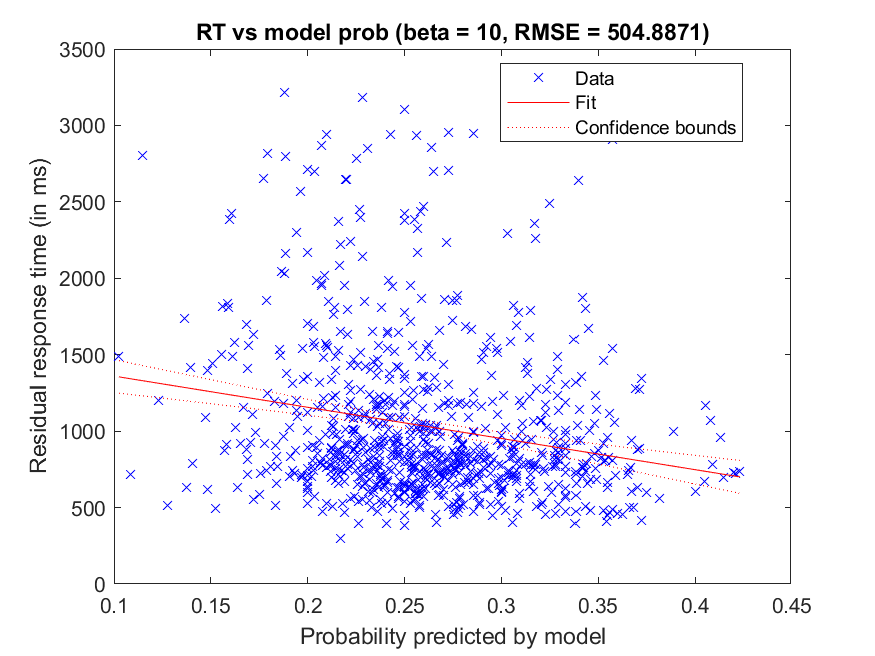 RT vs model prob (beta = 10, RMSE = 504.8871)
3500
3000
2500
2000
1500
1000
500
0
Residual response time (in ms)
Data
Fit
Confidence bounds
0.1 0.15 0.2 0.25 0.3 0.35 0.4 0.45
Probability predicted by model